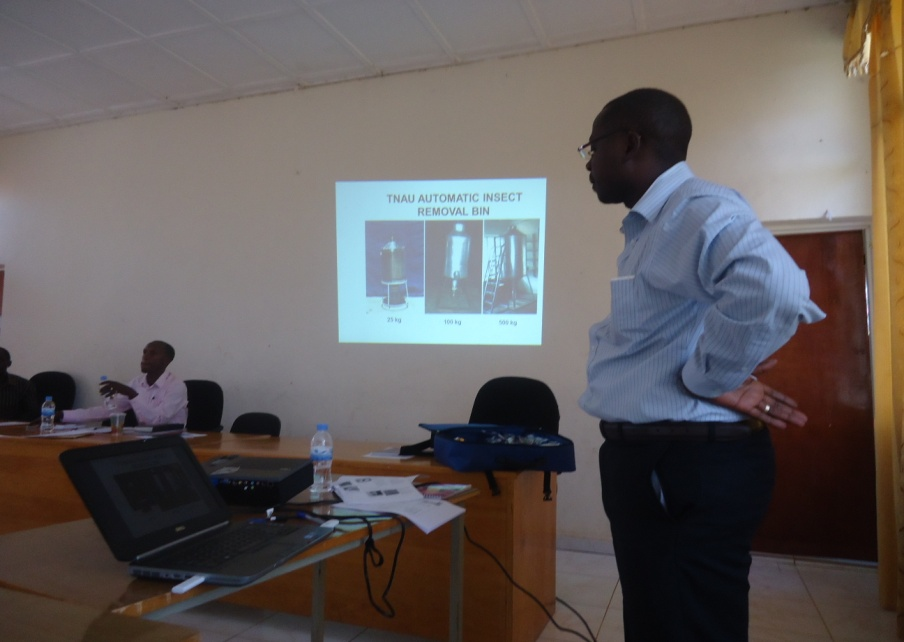 TNAU AUTOMATIC INSECT
REMOVAL BIN
25 kg
100 kg
500 kg